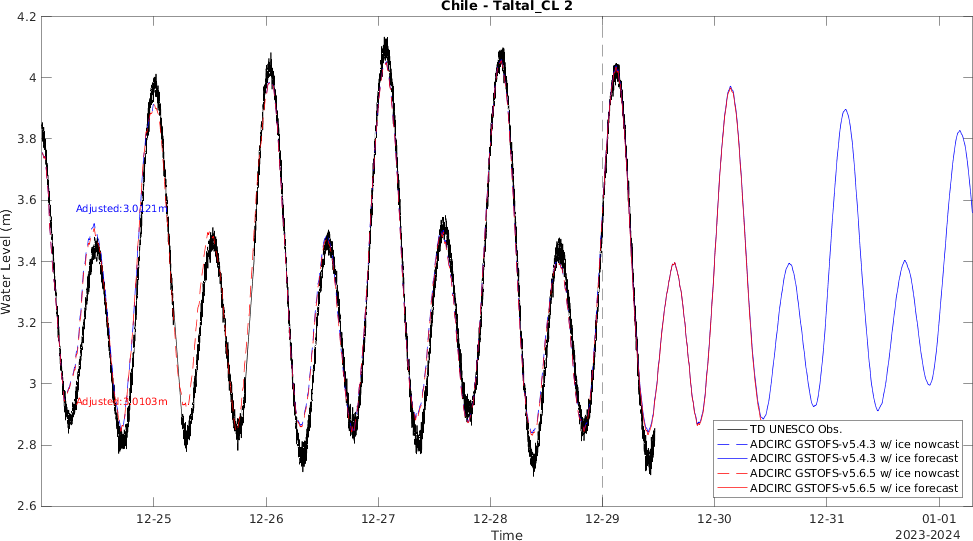 Chile - Taltal_CL 2
4.2
4
3.8
3.6
3.4
3.2
3
2.8
2.6
Water Level (m)
Adjusted:3.0121m
Adjusted:3.0103m
TD UNESCO Obs.
ADCIRC GSTOFS-v5.4.3 w/ ice nowcast
ADCIRC GSTOFS-v5.4.3 w/ ice forecast
ADCIRC GSTOFS-v5.6.5 w/ ice nowcast
ADCIRC GSTOFS-v5.6.5 w/ ice forecast
12-25 12-26 12-27 12-28 12-29 12-30 12-31 01-01
Time
2023-2024